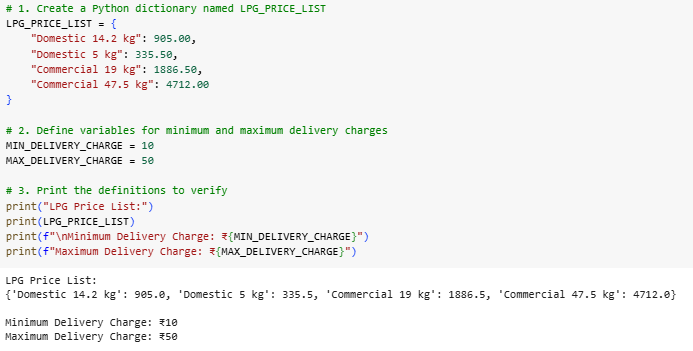 # 1. Create a Python dictionary named LPG_PRICE_LIST
LPG_PRICE_LIST = {
    "Domestic 14.2 kg": 905.00,
    "Domestic 5 kg": 335.50,
    "Commercial 19 kg": 1886.50,
    "Commercial 47.5 kg": 4712.00
}
# 2. Define variables for minimum and maximum delivery charges
MIN_DELIVERY_CHARGE = 10
MAX_DELIVERY_CHARGE = 50
# 3. Print the definitions to verify
print("LPG Price List:")
print(LPG_PRICE_LIST)
print(f"\nMinimum Delivery Charge: ₹{MIN_DELIVERY_CHARGE}")
print(f"Maximum Delivery Charge: ₹{MAX_DELIVERY_CHARGE}")
LPG Price List:
{'Domestic 14.2 kg': 905.0, 'Domestic 5 kg': 335.5, 'Commercial 19 kg': 1886.5, 'Commercial 47.5 kg': 4712.0}
Minimum Delivery Charge: ₹10
Maximum Delivery Charge: ₹50